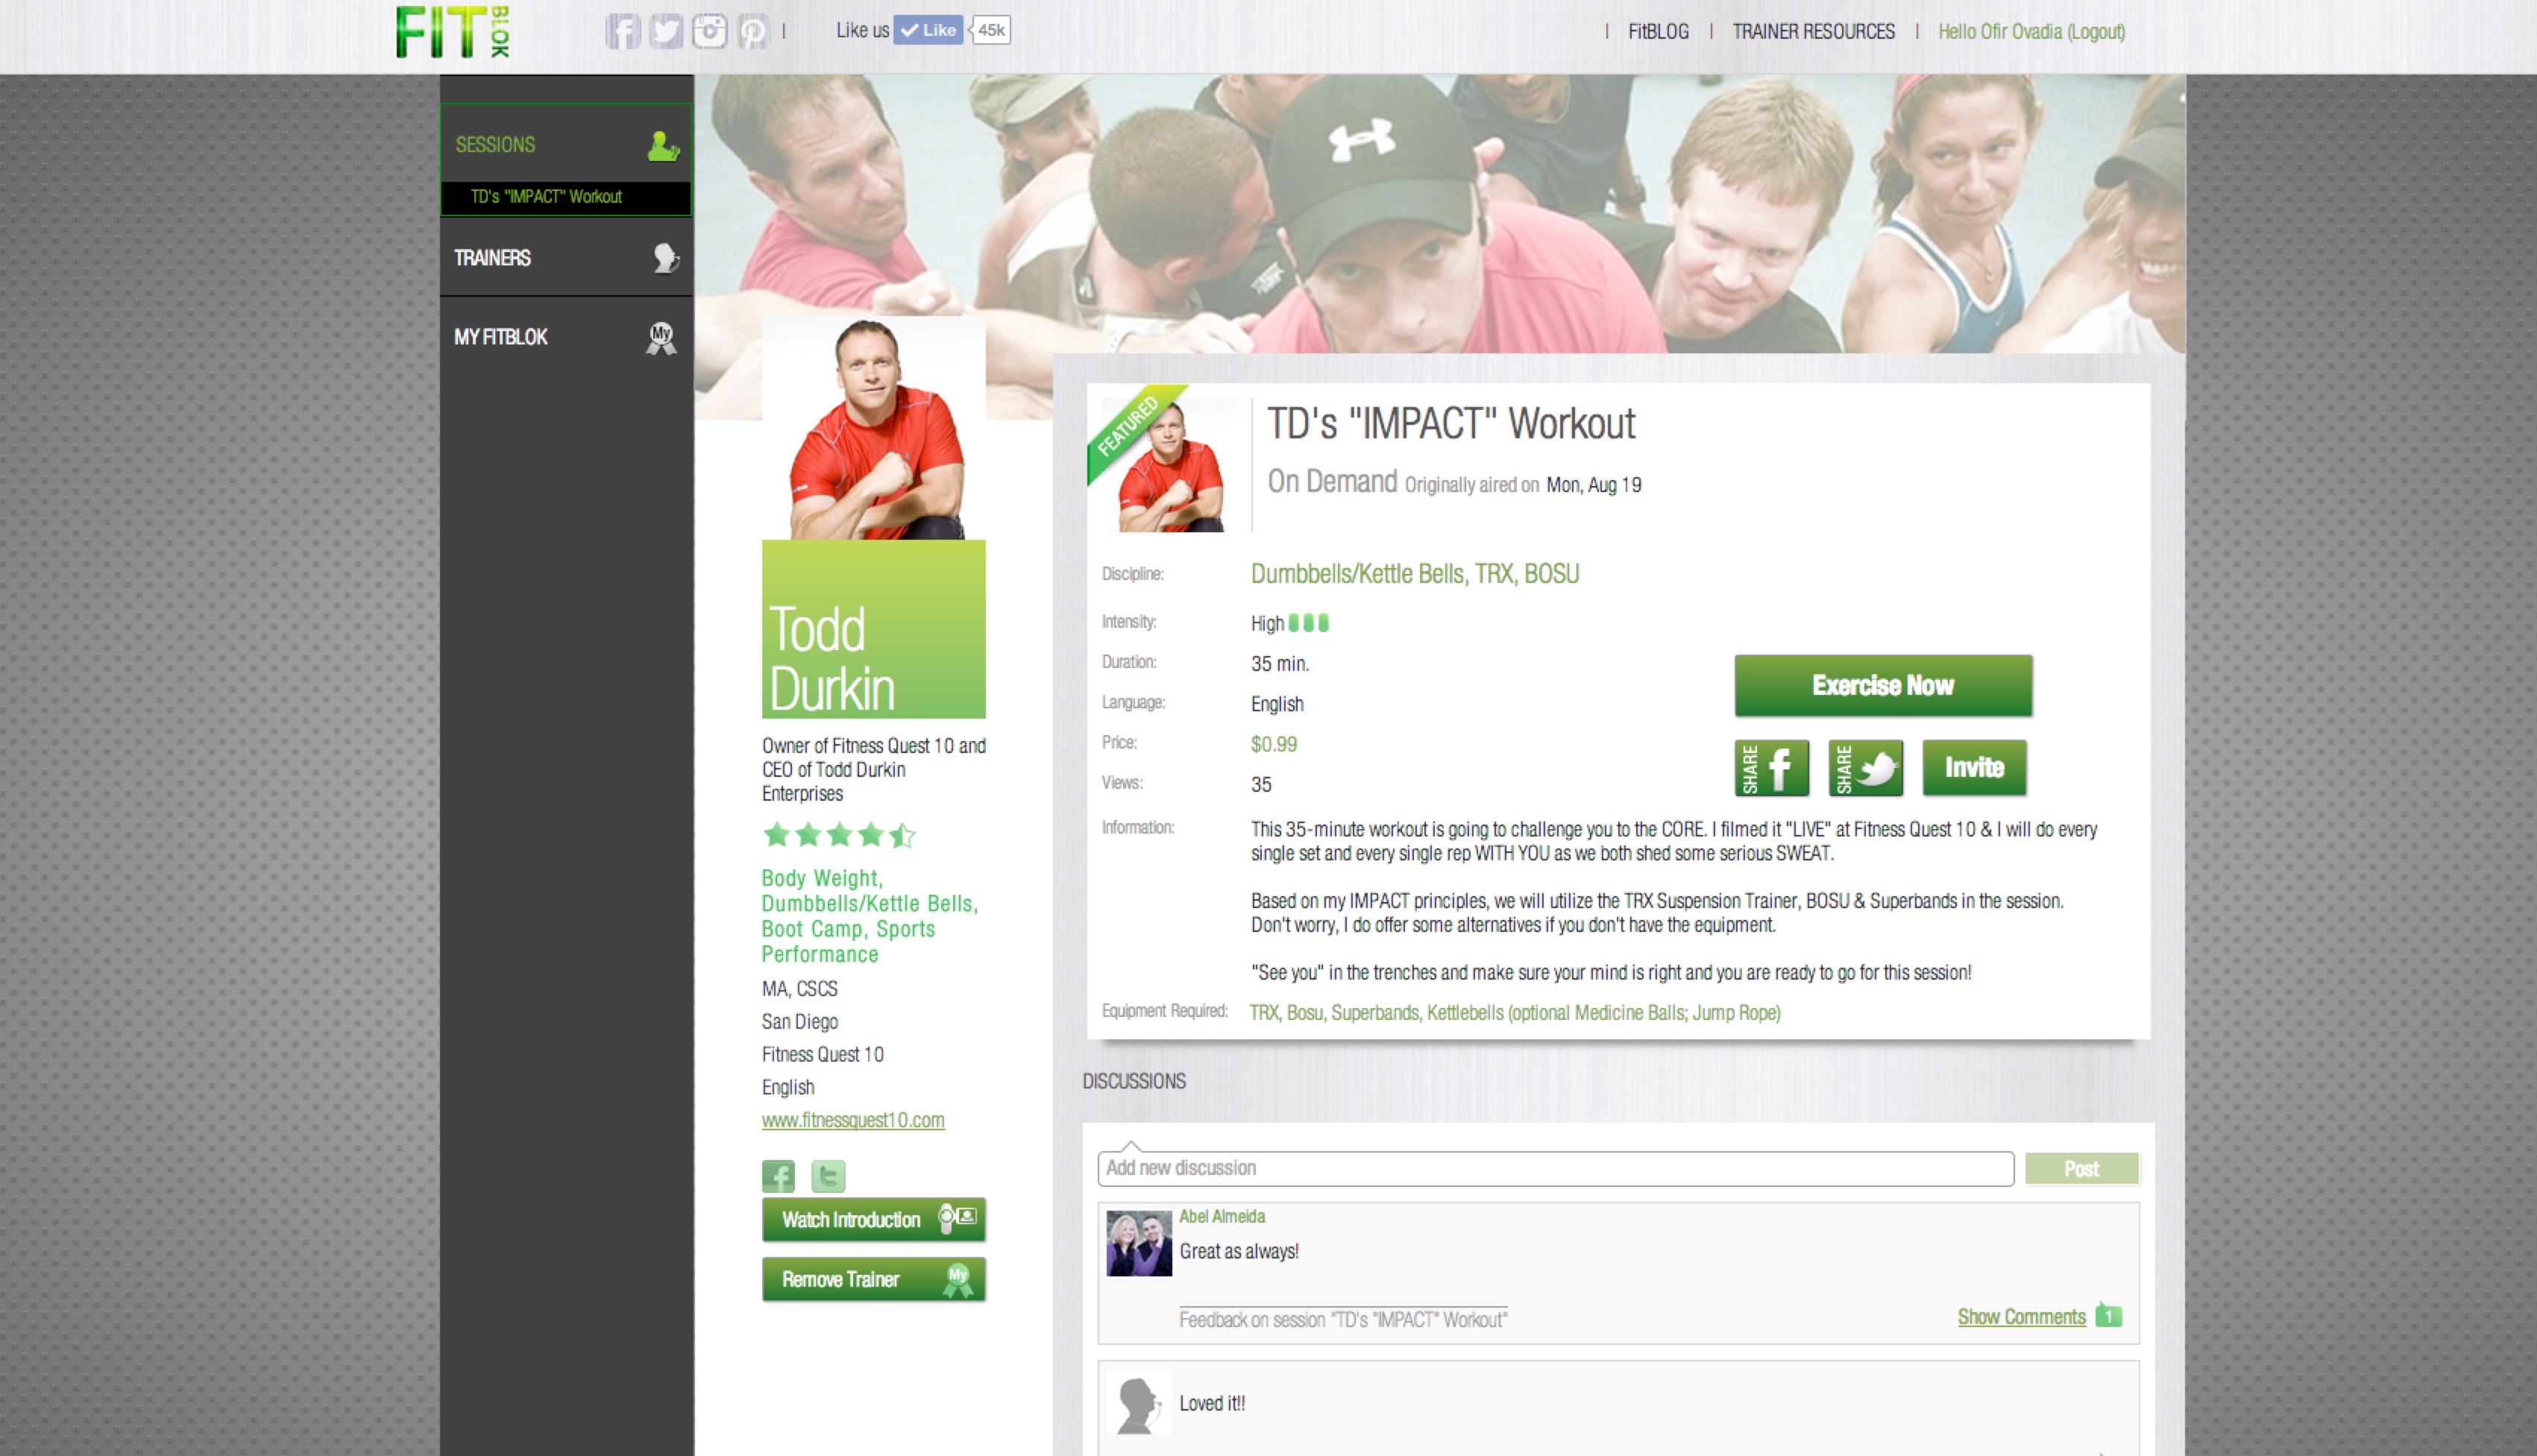 FIT BLOK
Like us Like 45k
FitBLOG
TRAINER RESOURCES
Hello Ofir Ovadia (Logout)
SESSIONS
TD's "IMPACT" Workout
TRAINERS
MY FITBLOK
My
Todd
Durkin
Owner of Fitness Quest 10 and
CEO of Todd Durkin
Enterprises
Body Weight,
Dumbbells/Kettle Bells,
Boot Camp, Sports
Performance
MA, CSCS
San Diego
Fitness Quest 10
English
www.fitnessquest10.com
Watch Introduction
Remove Trainer
My
FEATURED
TD's "IMPACT" Workout
On Demand Originally aired on Mon, Aug 19
Discipline: Dumbbells/Kettle Bells, TRX, BOSU
Intensity: High
Duration: 35 min.
Language: English
Price: $0.99
Views: 35
Exercise Now
SHARE
SHARE
Invite
Information: This 35-minute workout is going to challenge you to the CORE. I filmed it "LIVE" at Fitness Quest 10 & I will do every
single set and every single rep WITH YOU as we both shed some serious SWEAT.
Based on my IMPACT principles, we will utilize the TRX Suspension Trainer, BOSU & Superbands in the session.
Don't worry, I do offer some alternatives if you don't have the equipment.
"See you" in the trenches and make sure your mind is right and you are ready to go for this session!
Equipment Required: TRX, Bosu, Superbands, Kettlebells (optional Medicine Balls; Jump Rope)
DISCUSSIONS
Add new discussion
Post
Abel Almeida
Great as always!
Feedback on session "TD's "IMPACT" Workout"
Show Comments 1
Loved it!!